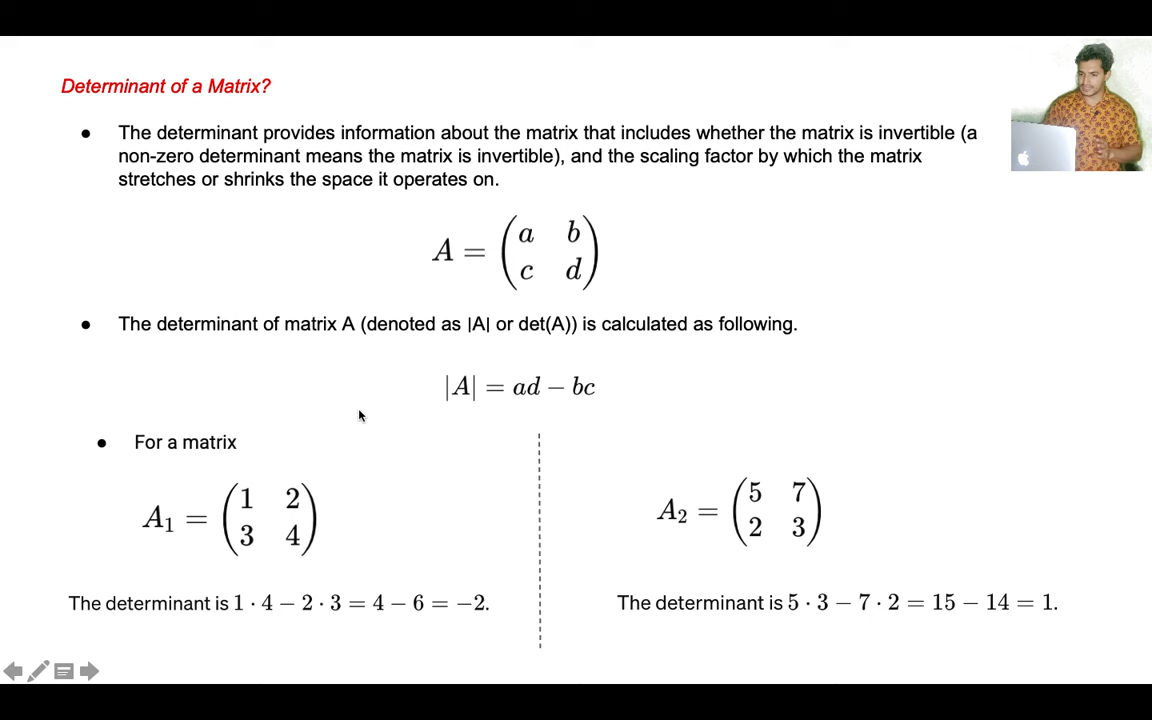 Determinant of a Matrix?
● The determinant provides information about the matrix that includes whether the matrix is invertible (a
non-zero determinant means the matrix is invertible), and the scaling factor by which the matrix
stretches or shrinks the space it operates on.
A = (a b
c d)
● The determinant of matrix A (denoted as |A| or det(A)) is calculated as following.
|A| = ad − bc
● For a matrix
A₁ = (1 2
3 4)
The determinant is 1 · 4 − 2 · 3 = 4 − 6 = −2.
A₂ = (5 7
2 3)
The determinant is 5 · 3 − 7 · 2 = 15 − 14 = 1.